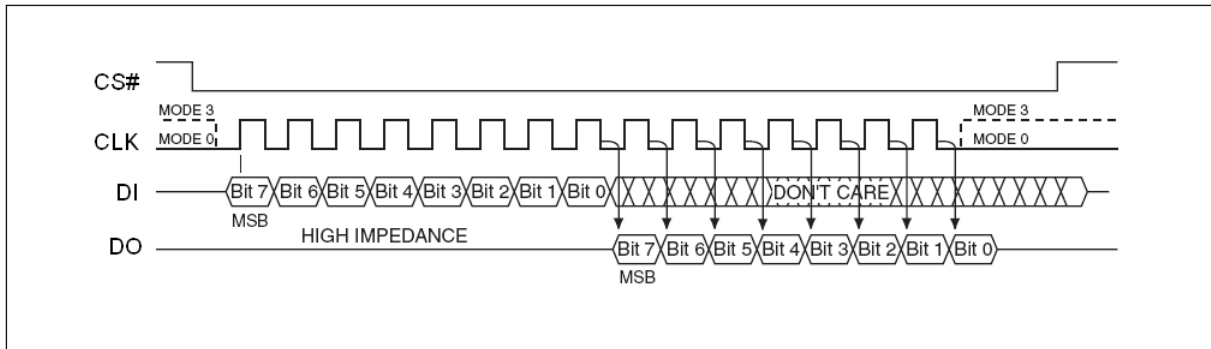 CS#
MODE 3 MODE 3
CLK MODE 0 MODE 0
DI Bit 7 Bit 6 Bit 5 Bit 4 Bit 3 Bit 2 Bit 1 Bit 0 DON'T CARE
MSB
HIGH IMPEDANCE
DO Bit 7 Bit 6 Bit 5 Bit 4 Bit 3 Bit 2 Bit 1 Bit 0
MSB